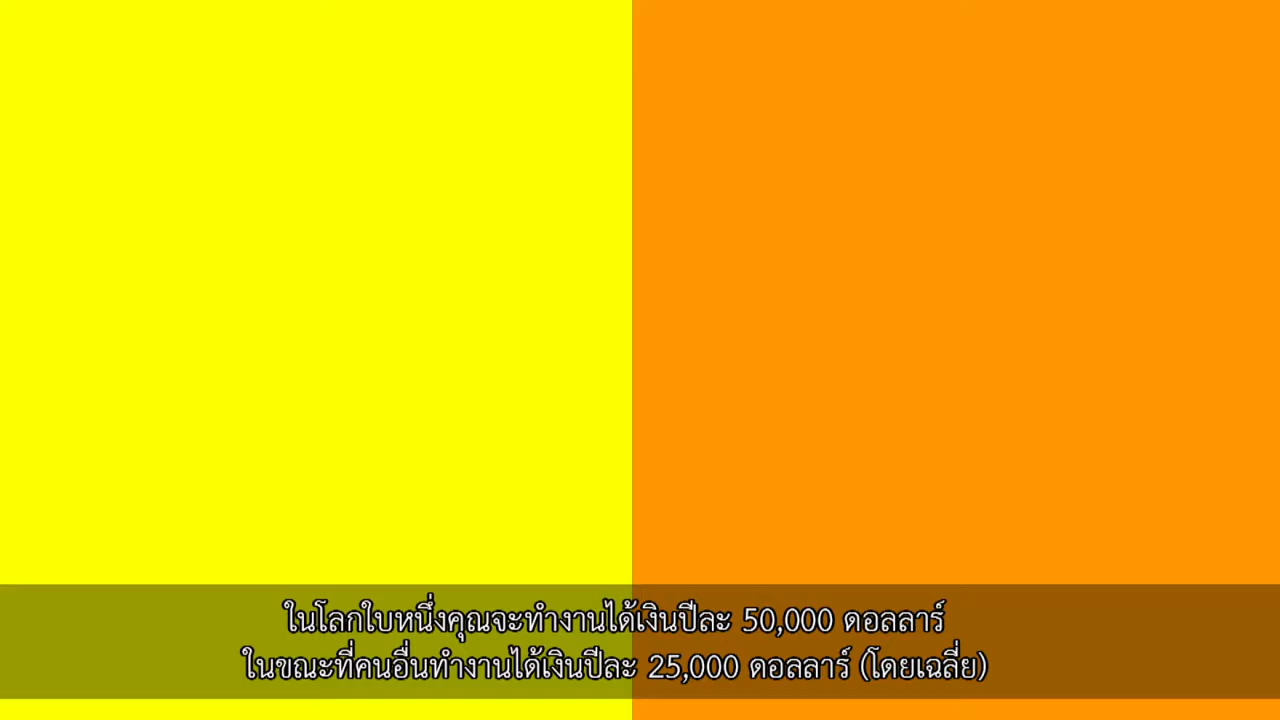 ในโลกใบหนึ่งคุณจะทำงานได้เงินปีละ 50,000 ดอลลาร์
ในขณะที่คนอื่นทำงานได้เงินปีละ 25,000 ดอลลาร์ (โดยเฉลี่ย)